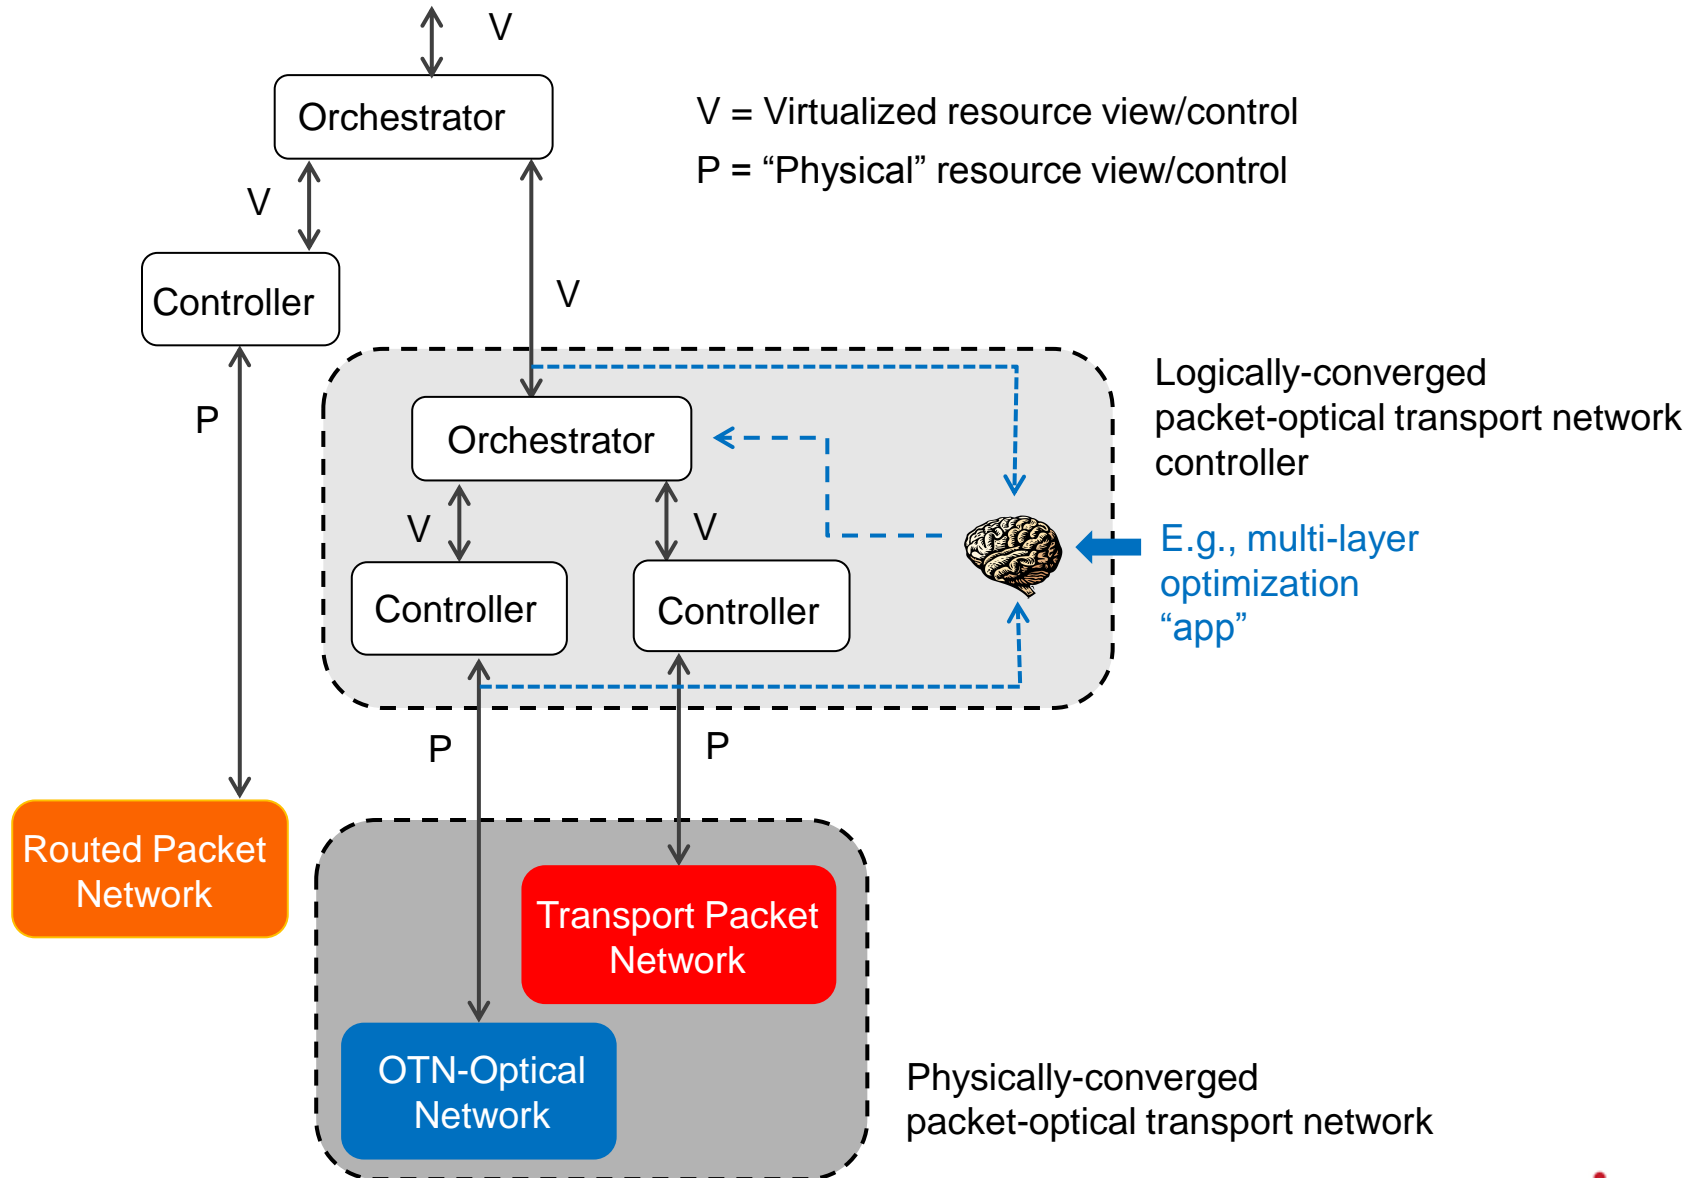 V
Orchestrator
V = Virtualized resource view/control
P = “Physical” resource view/control
V
Controller
V
P
Logically-converged
packet-optical transport network
controller
Orchestrator
V
V
E.g., multi-layer
optimization
“app”
Controller
Controller
P
P
Routed Packet
Network
Transport Packet
Network
OTN-Optical
Network
Physically-converged
packet-optical transport network